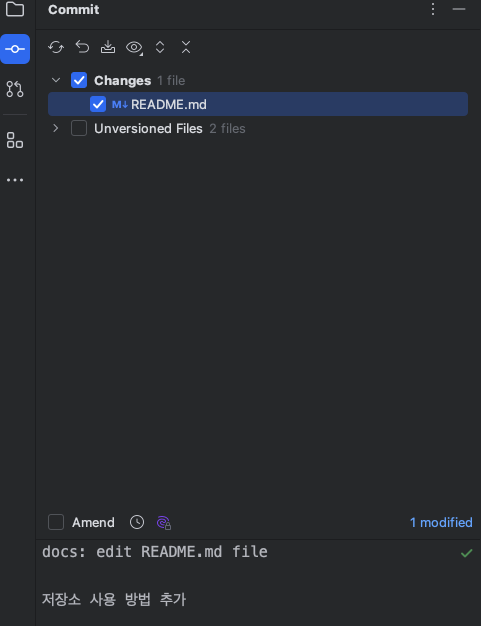 Commit
Changes 1 file
M↓ README.md
Unversioned Files 2 files
Amend
1 modified
docs: edit README.md file
저장소 사용 방법 추가